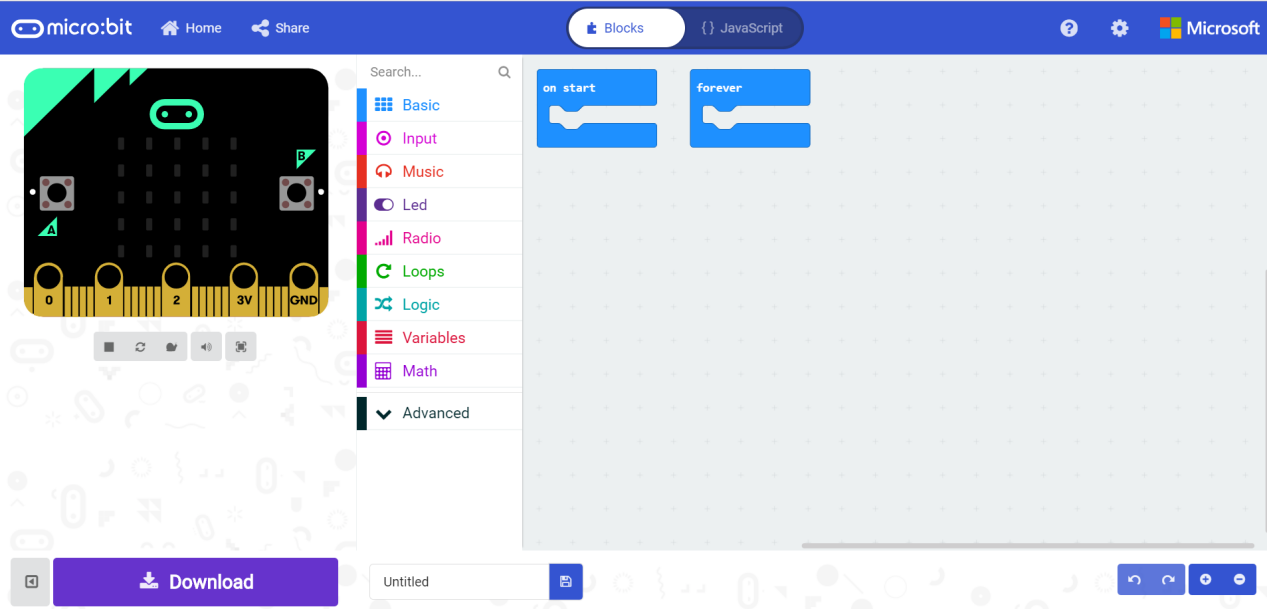 micro:bit Home Share Blocks {} JavaScript ? Microsoft
Search...
Basic
Input
Music
Led
Radio
Loops
Logic
Variables
Math
Advanced
on start
forever
B
A
0 1 2 3V GND
Download
Untitled